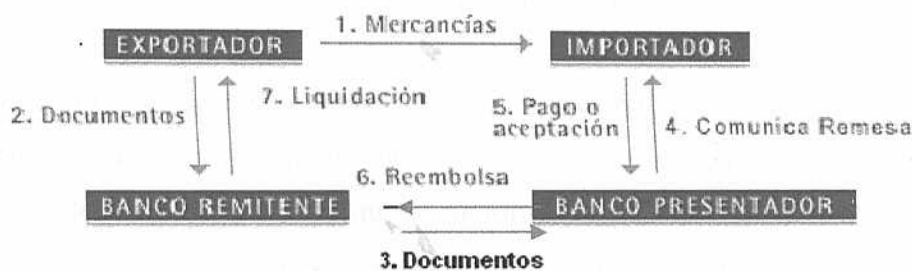 1. Mercancías
EXPORTADOR
IMPORTADOR
2. Documentos
7. Liquidación
5. Pago o
aceptación
4. Comunica Remesa
6. Reembolsa
BANCO REMITENTE
BANCO PRESENTADOR
3. Documentos